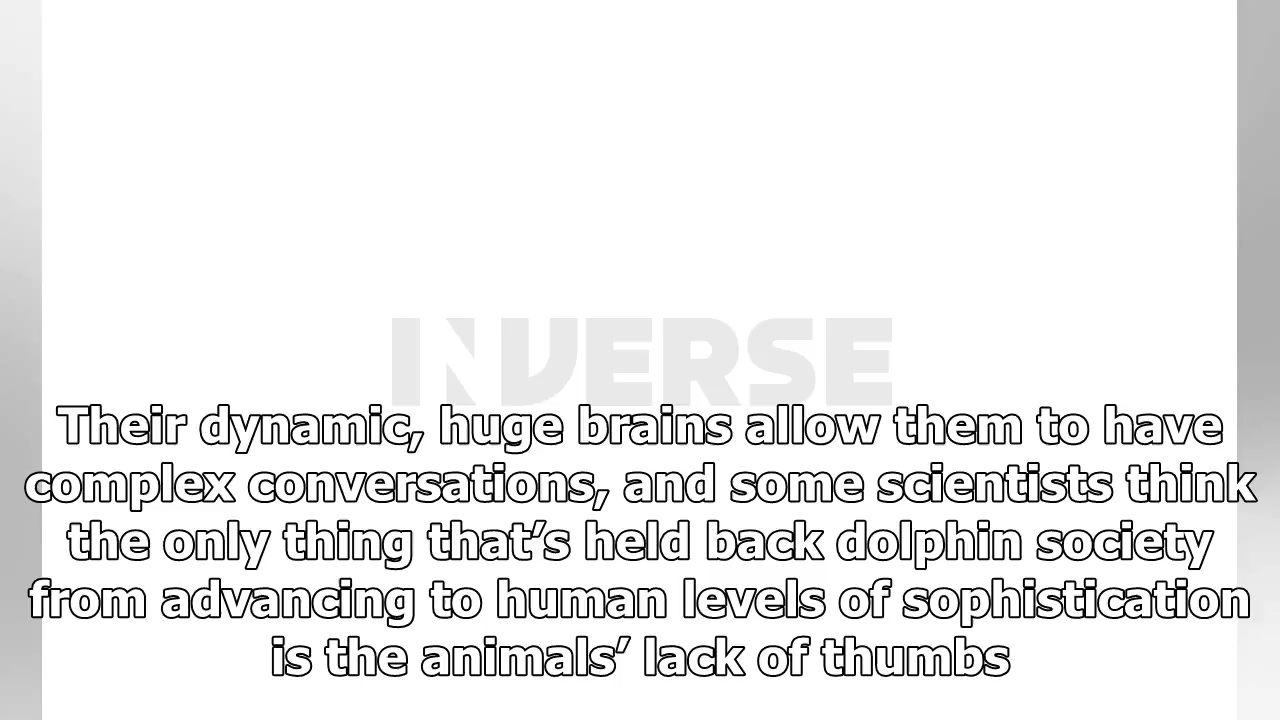 INVERSE
Their dynamic, huge brains allow them to have
complex conversations, and some scientists think
the only thing that’s held back dolphin society
from advancing to human levels of sophistication
is the animals’ lack of thumbs